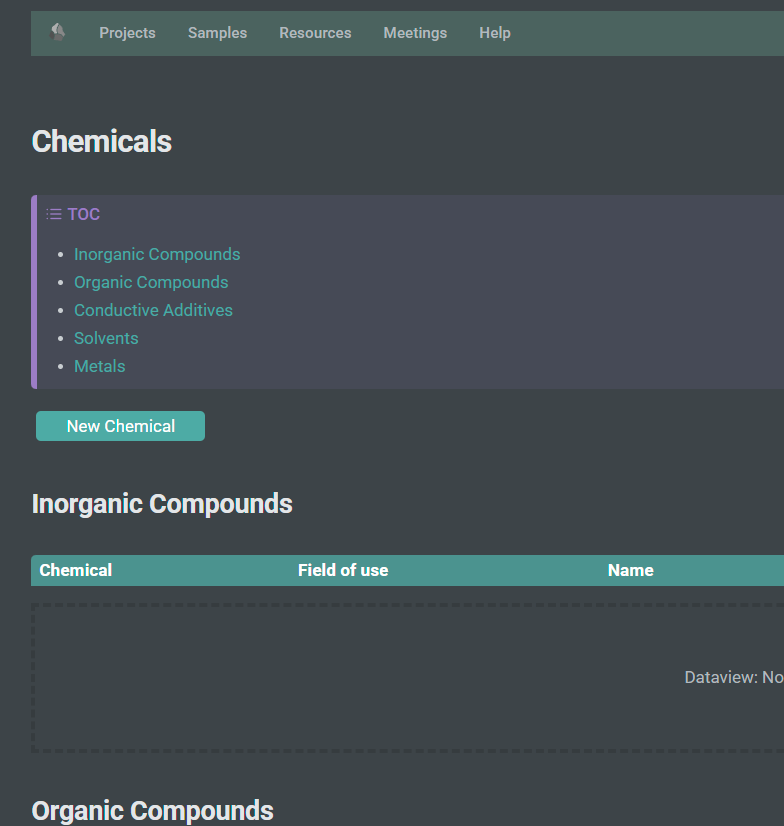 Projects Samples Resources Meetings Help
Chemicals
TOC
Inorganic Compounds
Organic Compounds
Conductive Additives
Solvents
Metals
New Chemical
Inorganic Compounds
Chemical Field of use Name
Dataview: No
Organic Compounds